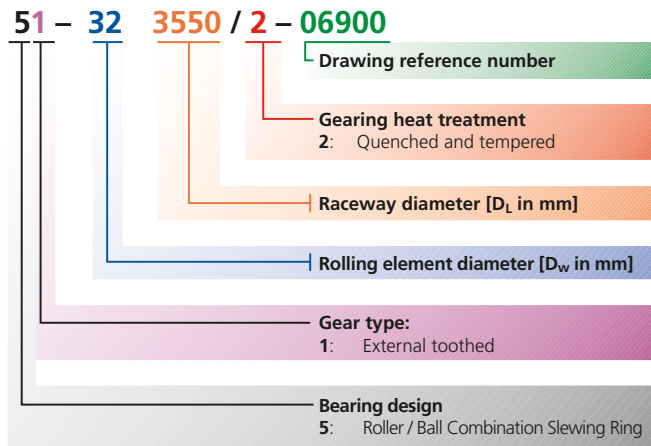 51 – 32 3550 / 2 – 06900
Drawing reference number
Gearing heat treatment
2: Quenched and tempered
Raceway diameter [DL in mm]
Rolling element diameter [Dw in mm]
Gear type:
1: External toothed
Bearing design
5: Roller / Ball Combination Slewing Ring